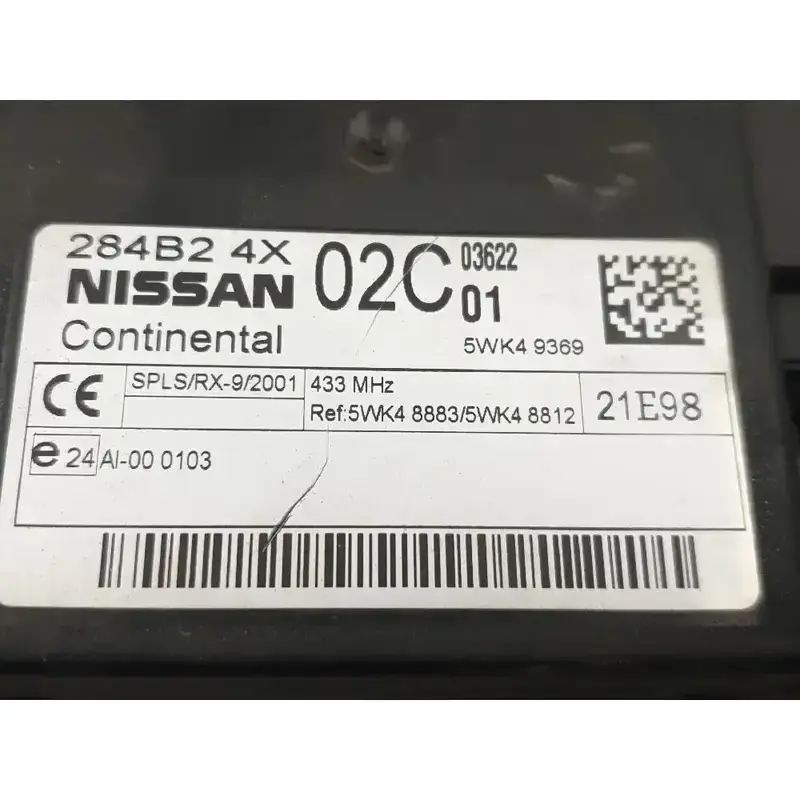 284B2 4X 02C 03622
NISSAN 01
Continental 5WK4 9369
CE SPLS/RX-9/2001 433 MHz
Ref:5WK4 8883/5WK4 8812 21E98
e 24 AI-00 0103